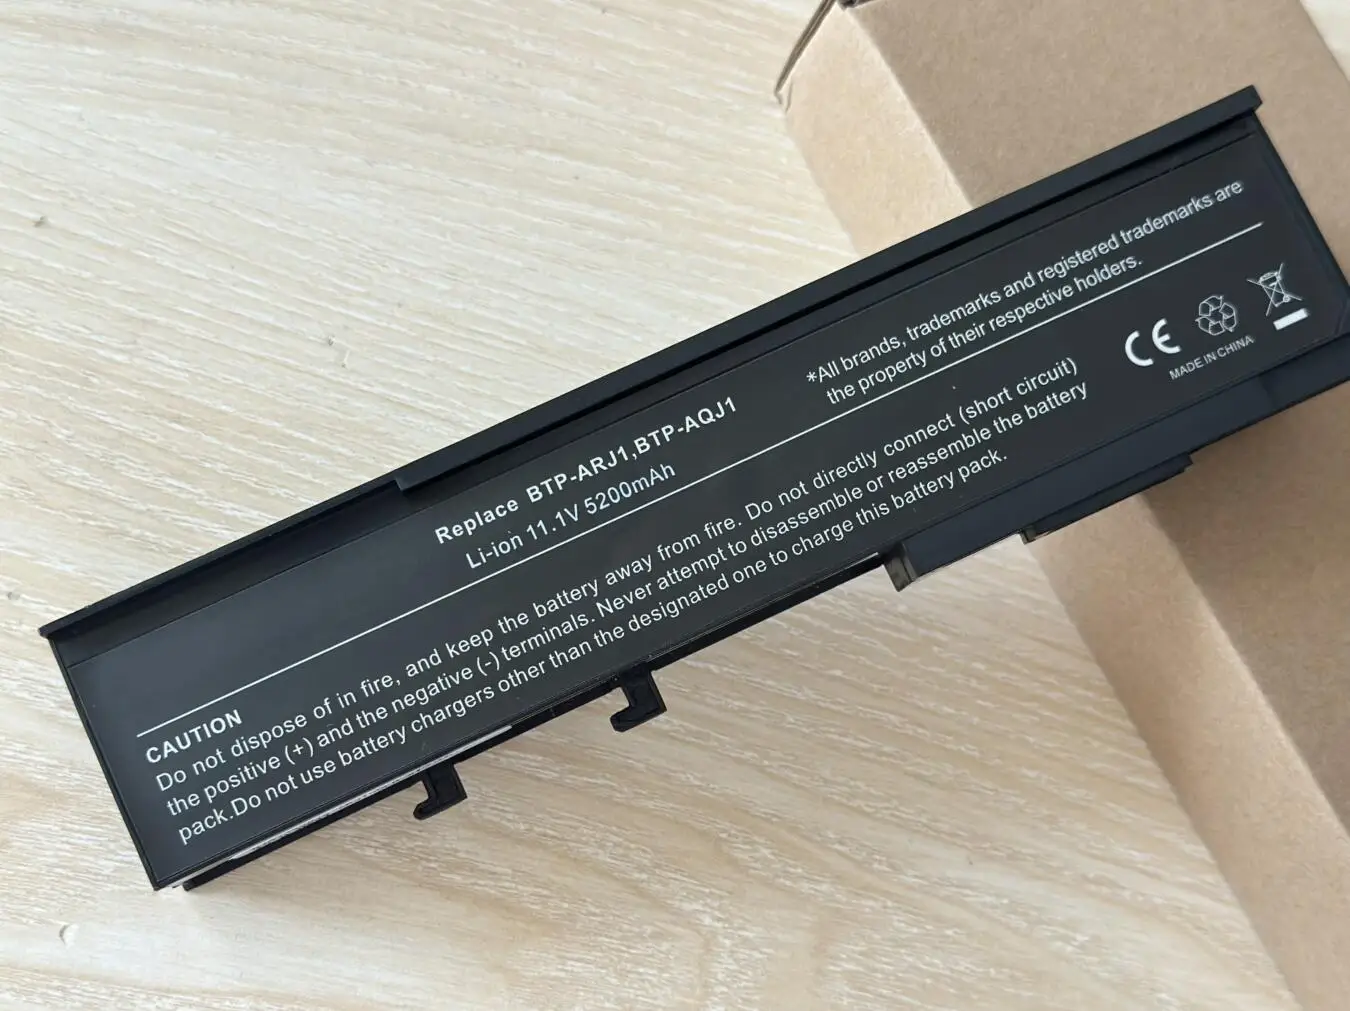 Replace BTP-ARJ1,BTP-AQJ1
Li-ion 11.1V 5200mAh
*All brands, trademarks and registered trademarks are
the property of their respective holders.
CAUTION
Do not dispose of in fire, and keep the battery away from fire. Do not directly connect (short circuit)
the positive (+) and the negative (-) terminals. Never attempt to disassemble or reassemble the battery
pack.Do not use battery chargers other than the designated one to charge this battery pack.
CE
MADE IN CHINA